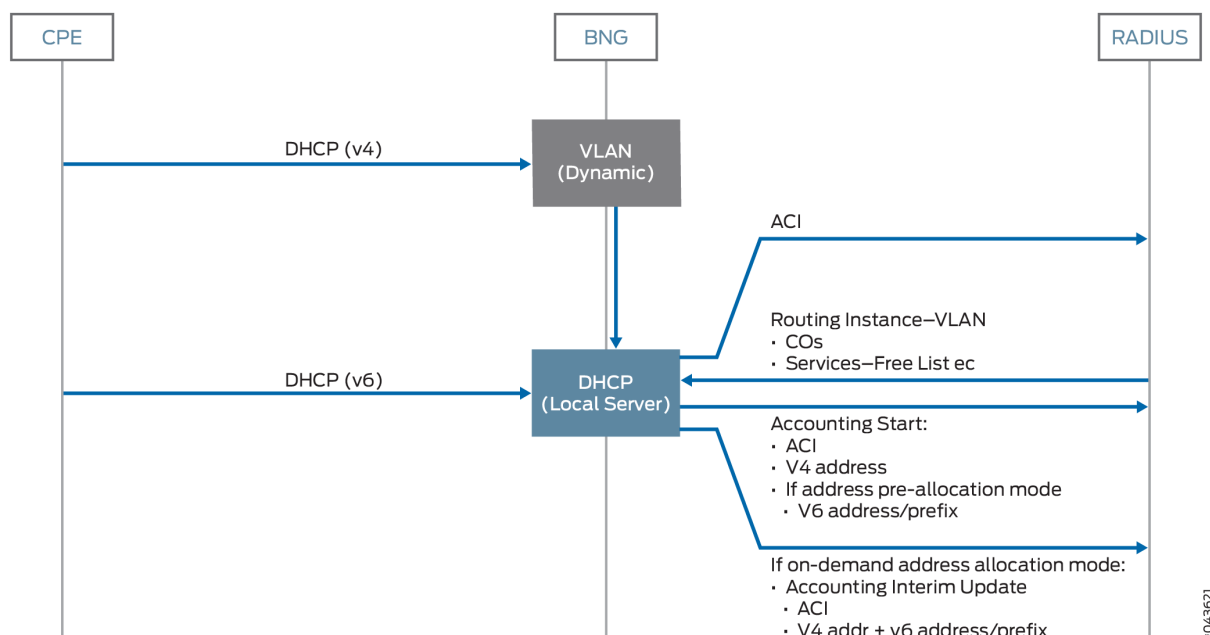 CPE
BNG
RADIUS
DHCP (v4)
VLAN
(Dynamic)
ACI
Routing Instance–VLAN
· COs
· Services–Free List ec
DHCP (v6)
DHCP
(Local Server)
Accounting Start:
· ACI
· V4 address
· If address pre-allocation mode
· V6 address/prefix
If on-demand address allocation mode:
· Accounting Interim Update
· ACI
· V4 addr + v6 address/prefix
043621